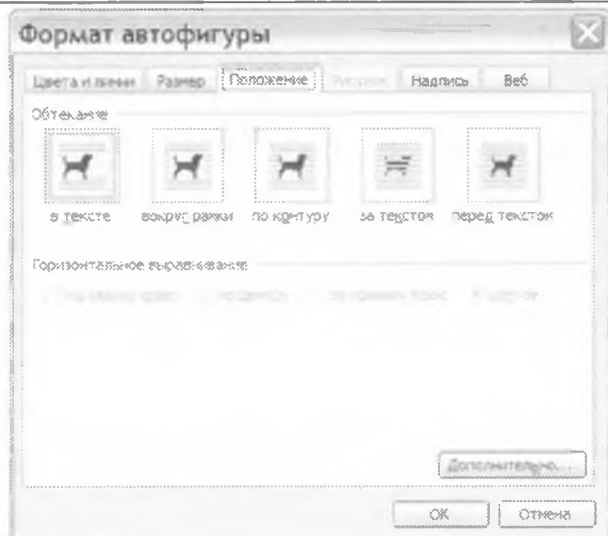 Формат автофигуры
Цвета и линии Размер Положение Рисунок Надпись Веб
Обтекание
в тексте вокруг рамки по контуру за текстом перед текстом
Горизонтальное выравнивание
Дополнительно...
ОК Отмена